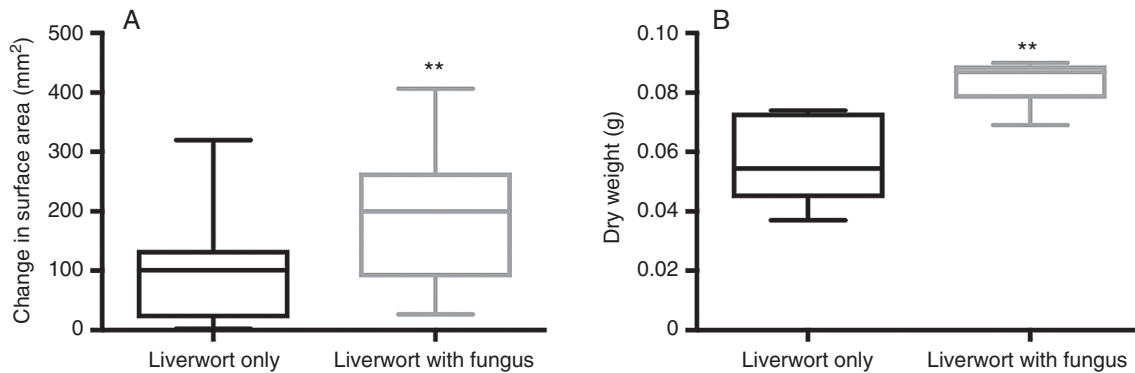 A
Change in surface area (mm²)
500
400
300
200
100
0
**
Liverwort only
Liverwort with fungus
B
Dry weight (g)
0.10
0.08
0.06
0.04
0.02
0
**
Liverwort only
Liverwort with fungus